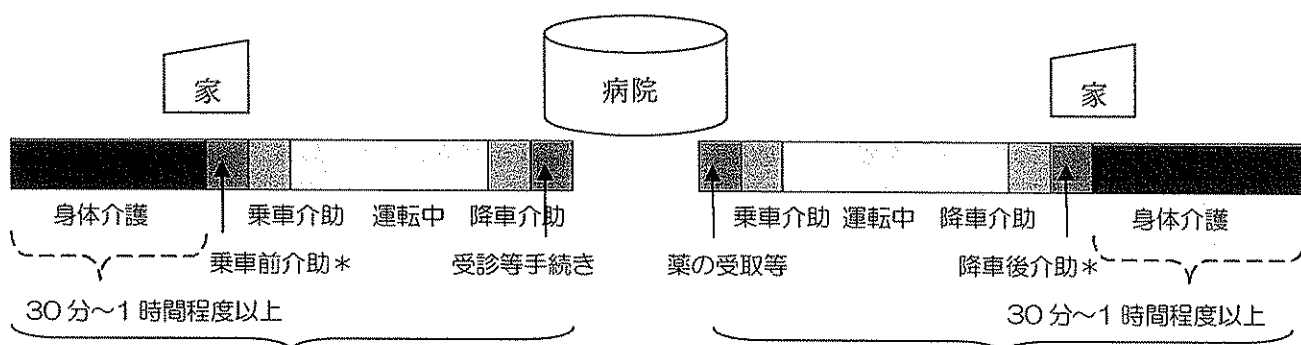 家
病院
家
身体介護
乗車介助
運転中
降車介助
乗車介助
運転中
降車介助
身体介護
乗車前介助*
受診等手続き
薬の受取等
降車後介助*
30分~1時間程度以上
30分~1時間程度以上